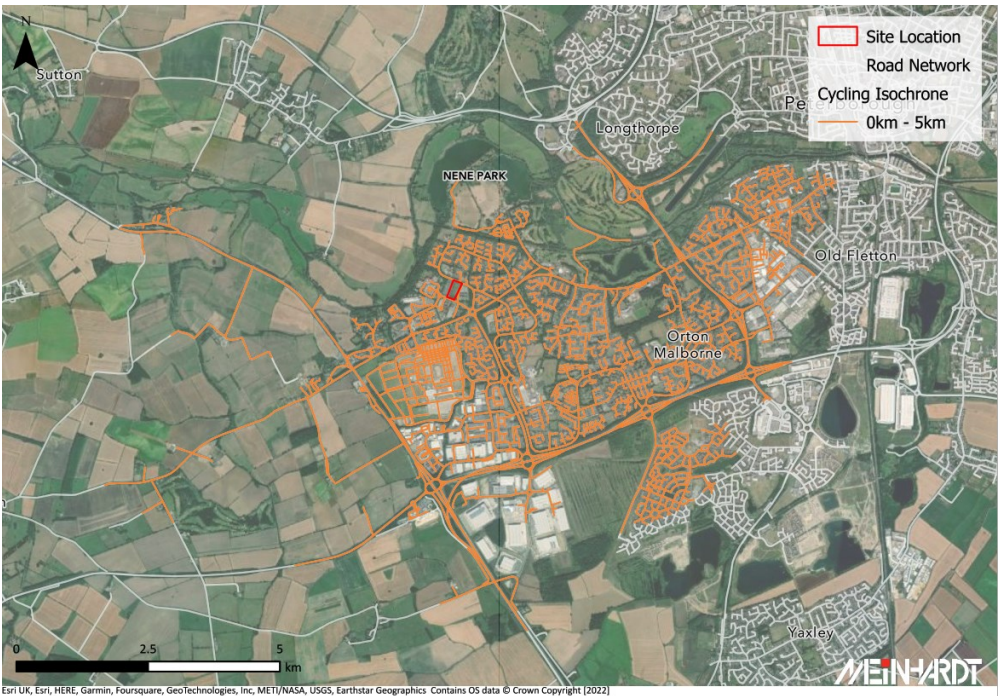 N
Sutton
Longthorpe
Peterborough
NENE PARK
Old Fletton
Orton
Malborne
Yaxley
Site Location
Road Network
Cycling Isochrone
0km - 5km
0 2.5 5
km
MEINHARDT
Esri UK, Esri, HERE, Garmin, Foursquare, GeoTechnologies, Inc, METI/NASA, USGS, Earthstar Geographics Contains OS data © Crown Copyright [2022]